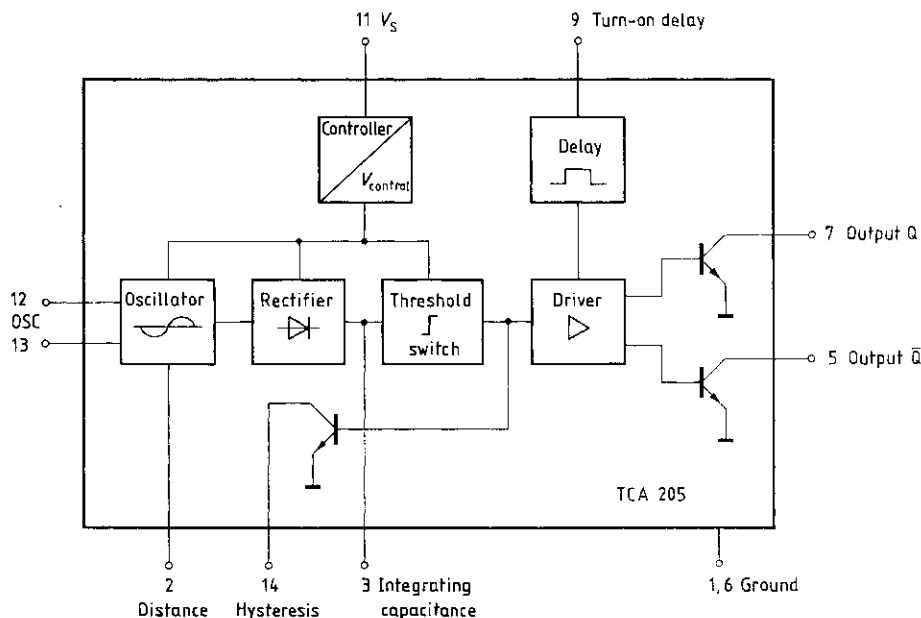 11 V_S
9 Turn-on delay
Controller
V_control
Delay
7 Output Q
12
OSC
13
Oscillator
Rectifier
Threshold
switch
Driver
5 Output Q̅
TCA 205
2
Distance
14
Hysteresis
3 Integrating
capacitance
1,6 Ground